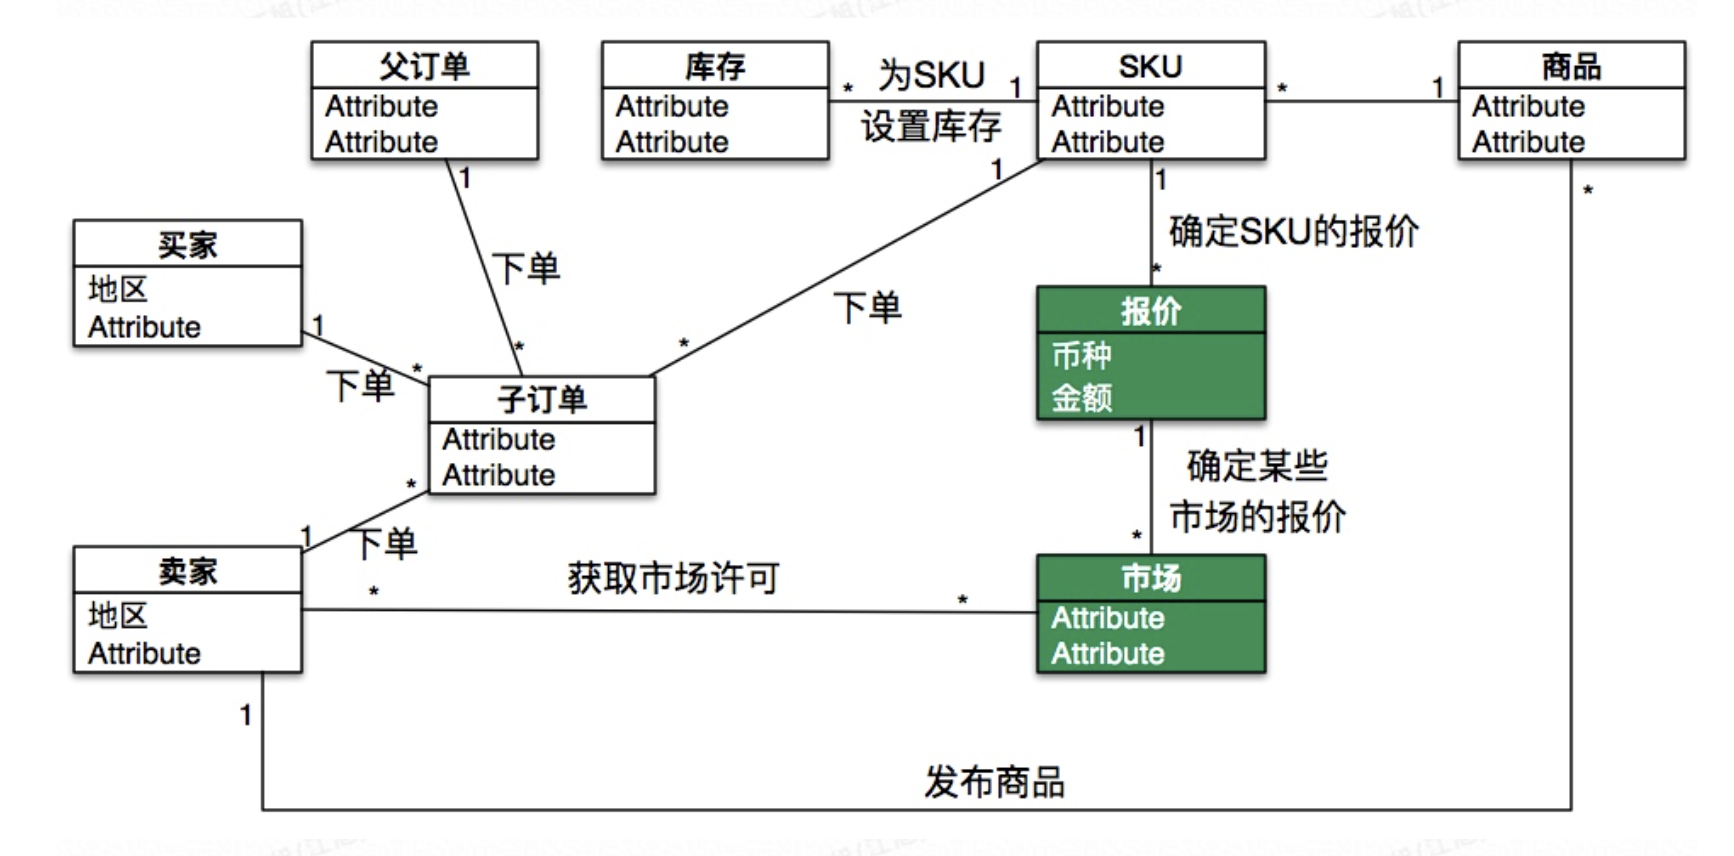 父订单
Attribute
Attribute
库存
Attribute
Attribute
* 为SKU 1
设置库存
SKU
Attribute
Attribute
* 1
商品
Attribute
Attribute
1
1
1
*
买家
地区
Attribute
下单
确定SKU的报价
*
1
*
下单
*
*
下单
报价
币种
金额
子订单
Attribute
Attribute
1
确定某些
市场的报价
*
*
1
下单
卖家
地区
Attribute
*
获取市场许可
*
市场
Attribute
Attribute
1
发布商品